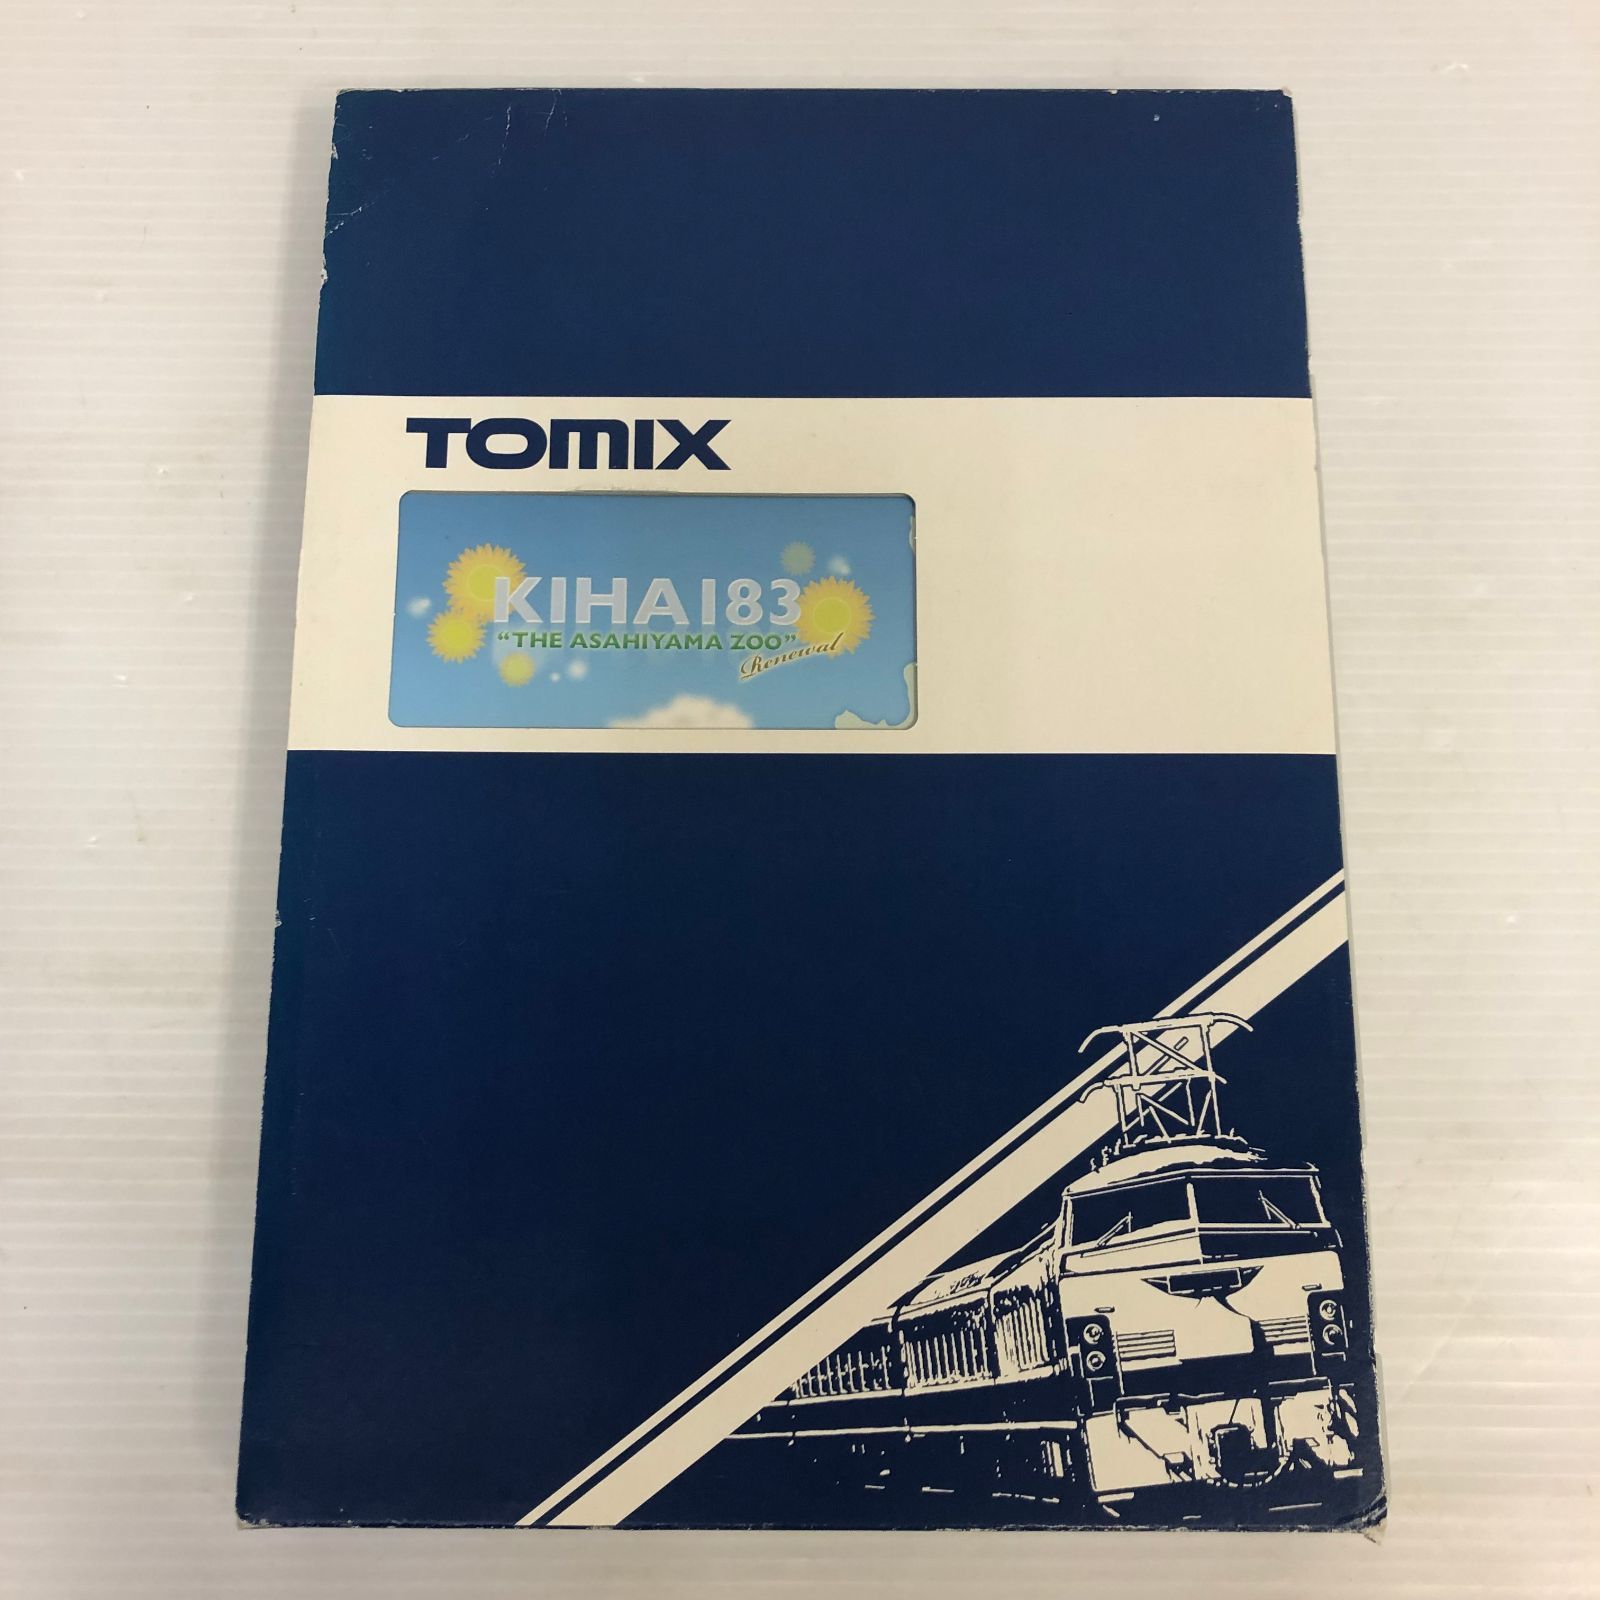 TOMIX
KIHA183
“THE ASAHIYAMA ZOO”
Renewal